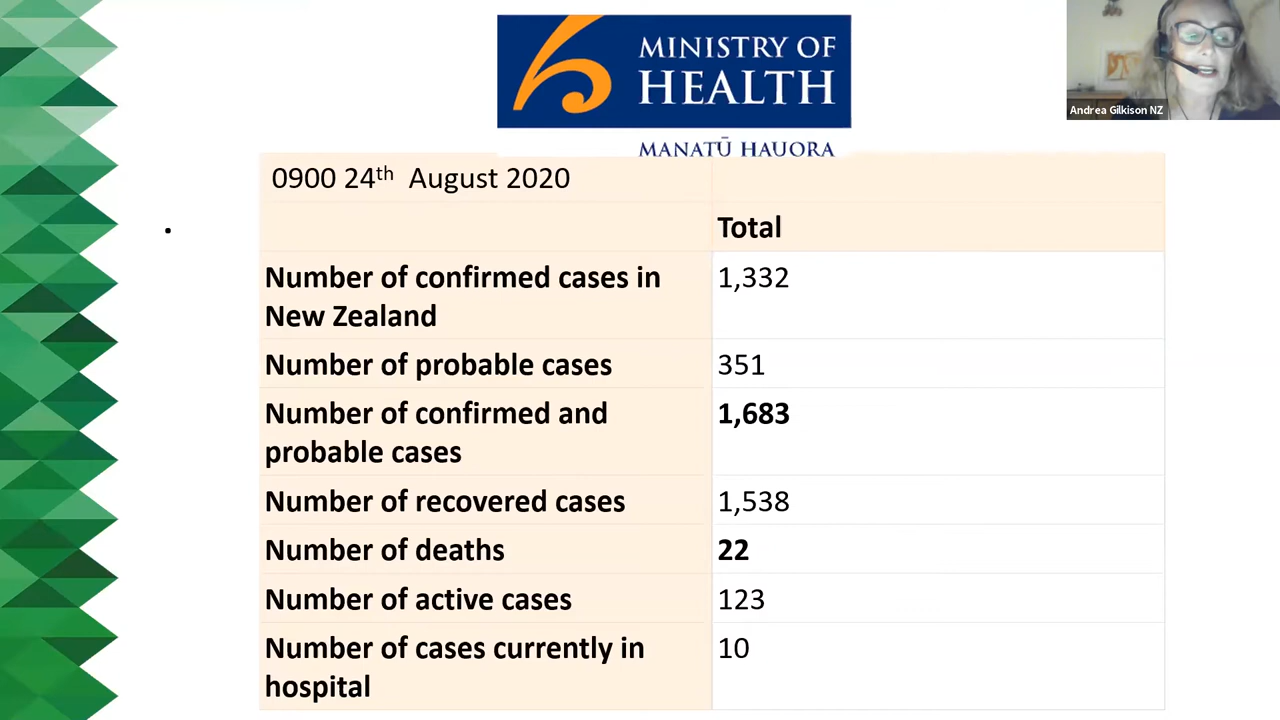 MINISTRY OF
HEALTH
MANATŪ HAUORA
Andrea Gilkison NZ
0900 24th August 2020
.
Total
Number of confirmed cases in
New Zealand
1,332
Number of probable cases
351
Number of confirmed and
probable cases
1,683
Number of recovered cases
1,538
Number of deaths
22
Number of active cases
123
Number of cases currently in
hospital
10